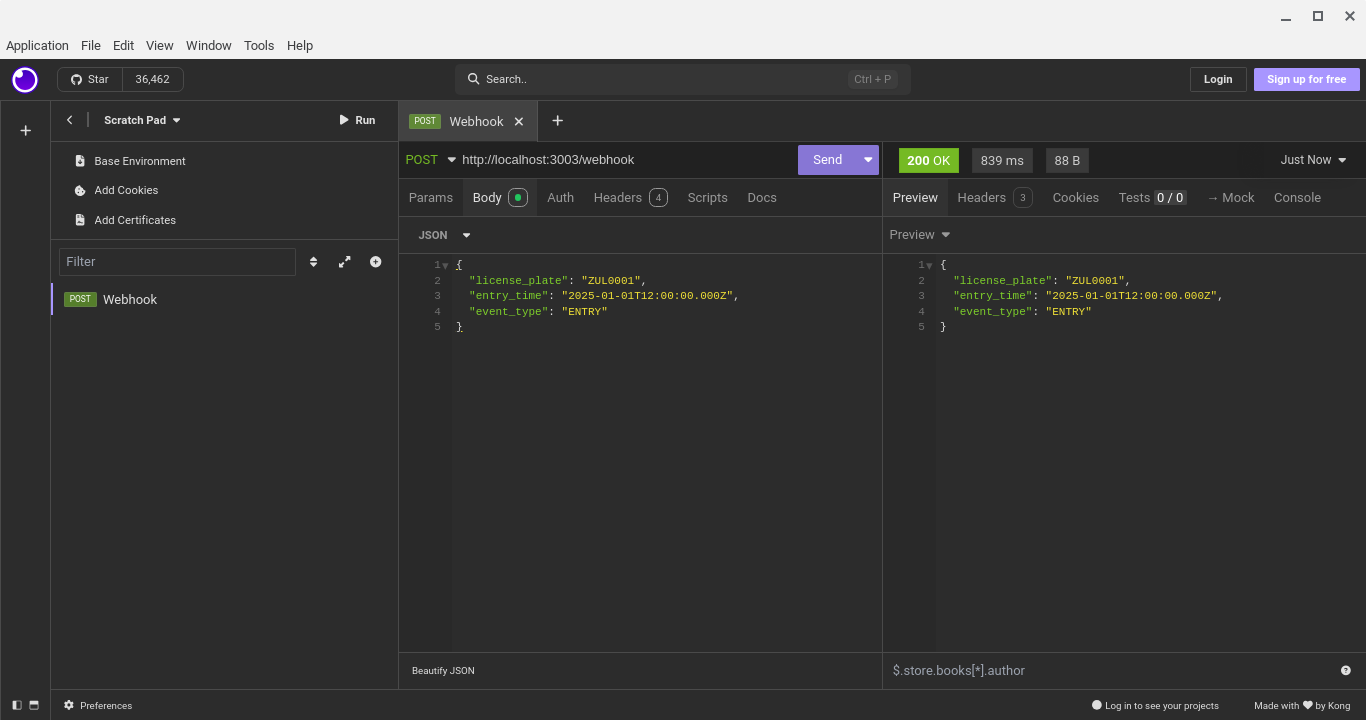 Application File Edit View Window Tools Help
Star 36,462 Search.. Ctrl + P Login Sign up for free
Scratch Pad Run
Base Environment
Add Cookies
Add Certificates
Filter
POST Webhook
POST Webhook
POST http://localhost:3003/webhook Send
Params Body Auth Headers 4 Scripts Docs
JSON
1 {
2 "license_plate": "ZUL0001",
3 "entry_time": "2025-01-01T12:00:00.000Z",
4 "event_type": "ENTRY"
5 }
Beautify JSON
200 OK 839 ms 88 B Just Now
Preview Headers 3 Cookies Tests 0 / 0 → Mock Console
Preview
1 {
2 "license_plate": "ZUL0001",
3 "entry_time": "2025-01-01T12:00:00.000Z",
4 "event_type": "ENTRY"
5 }
$.store.books[*].author
Preferences Log in to see your projects Made with ♥ by Kong